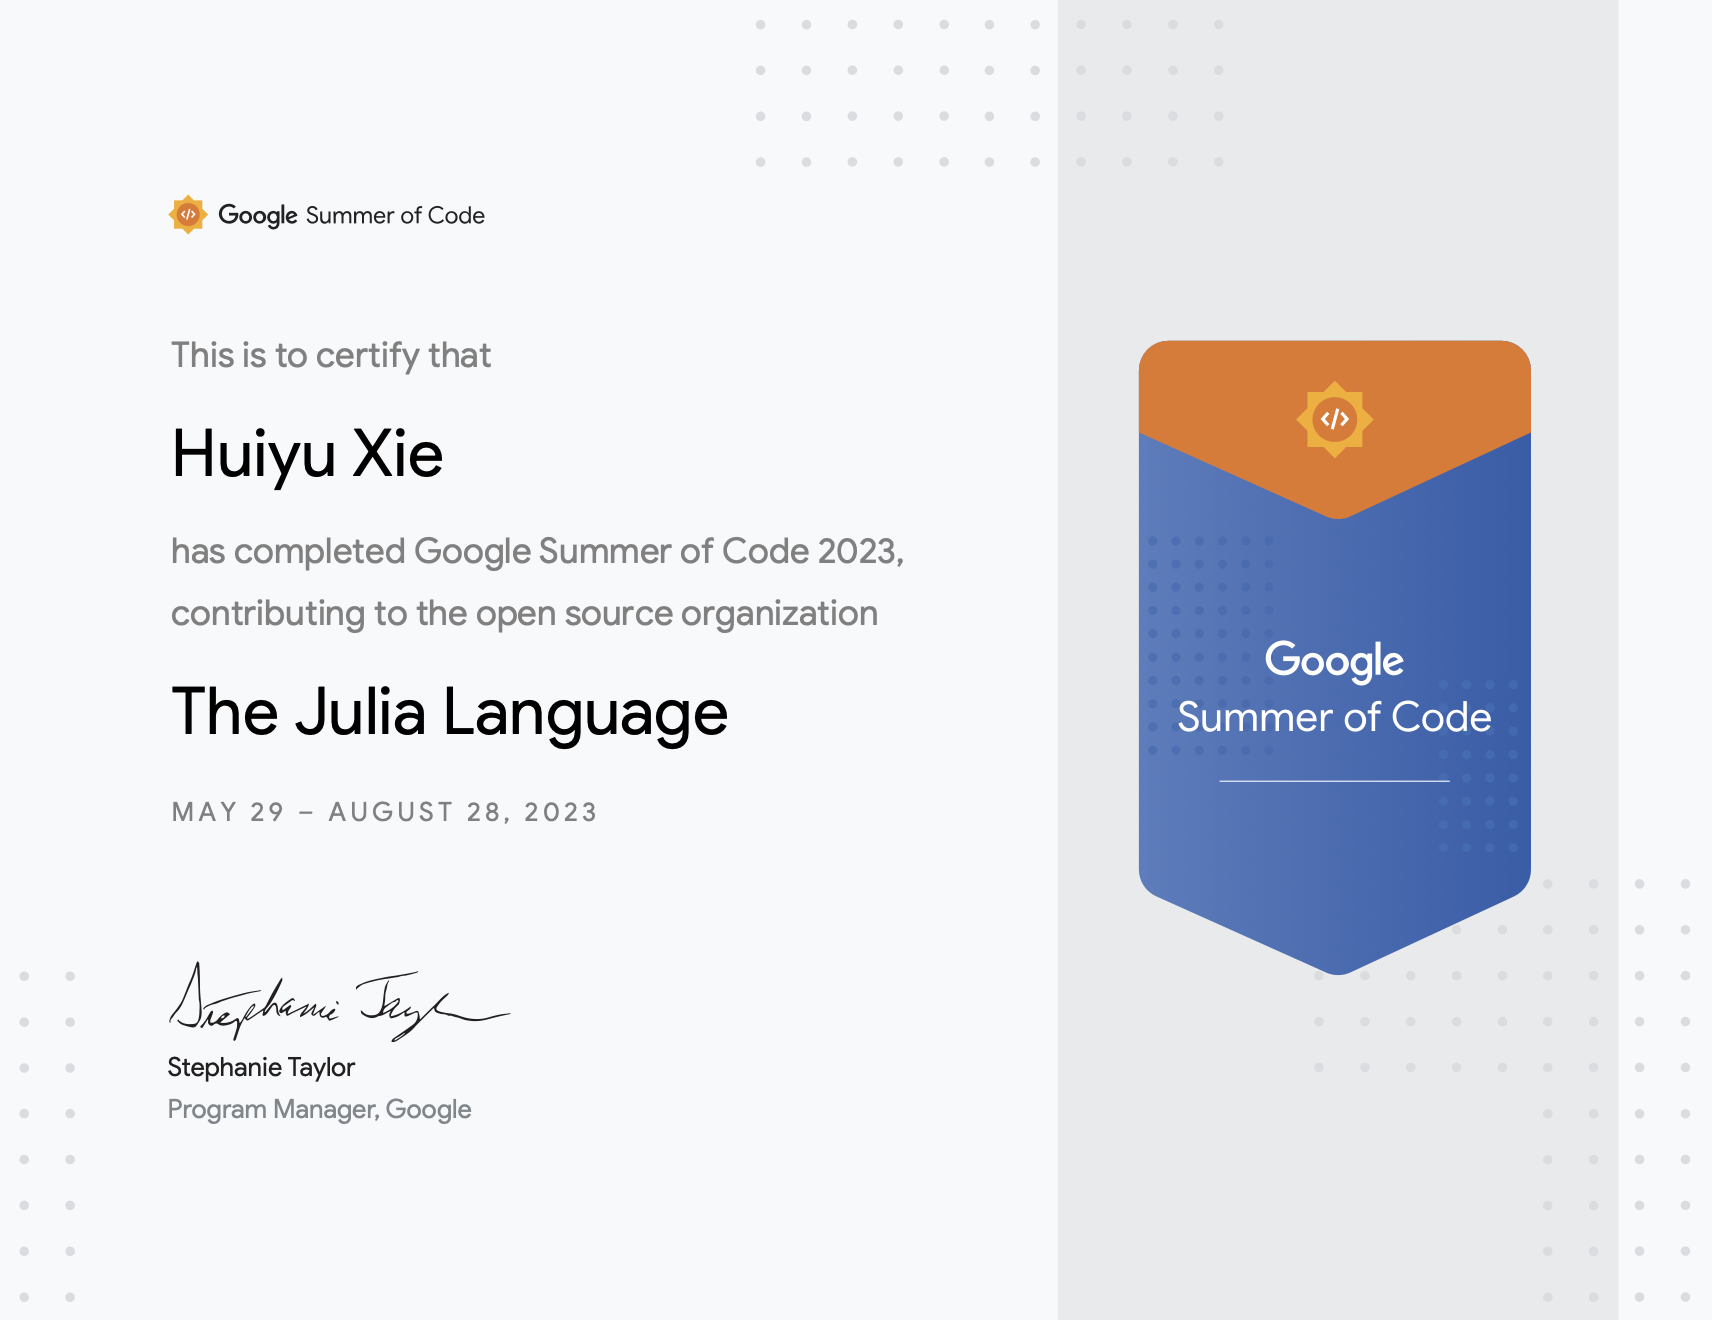 </> Google Summer of Code
This is to certify that
Huiyu Xie
has completed Google Summer of Code 2023,
contributing to the open source organization
The Julia Language
MAY 29 – AUGUST 28, 2023
Stephanie Taylor
Stephanie Taylor
Program Manager, Google
</>
Google
Summer of Code